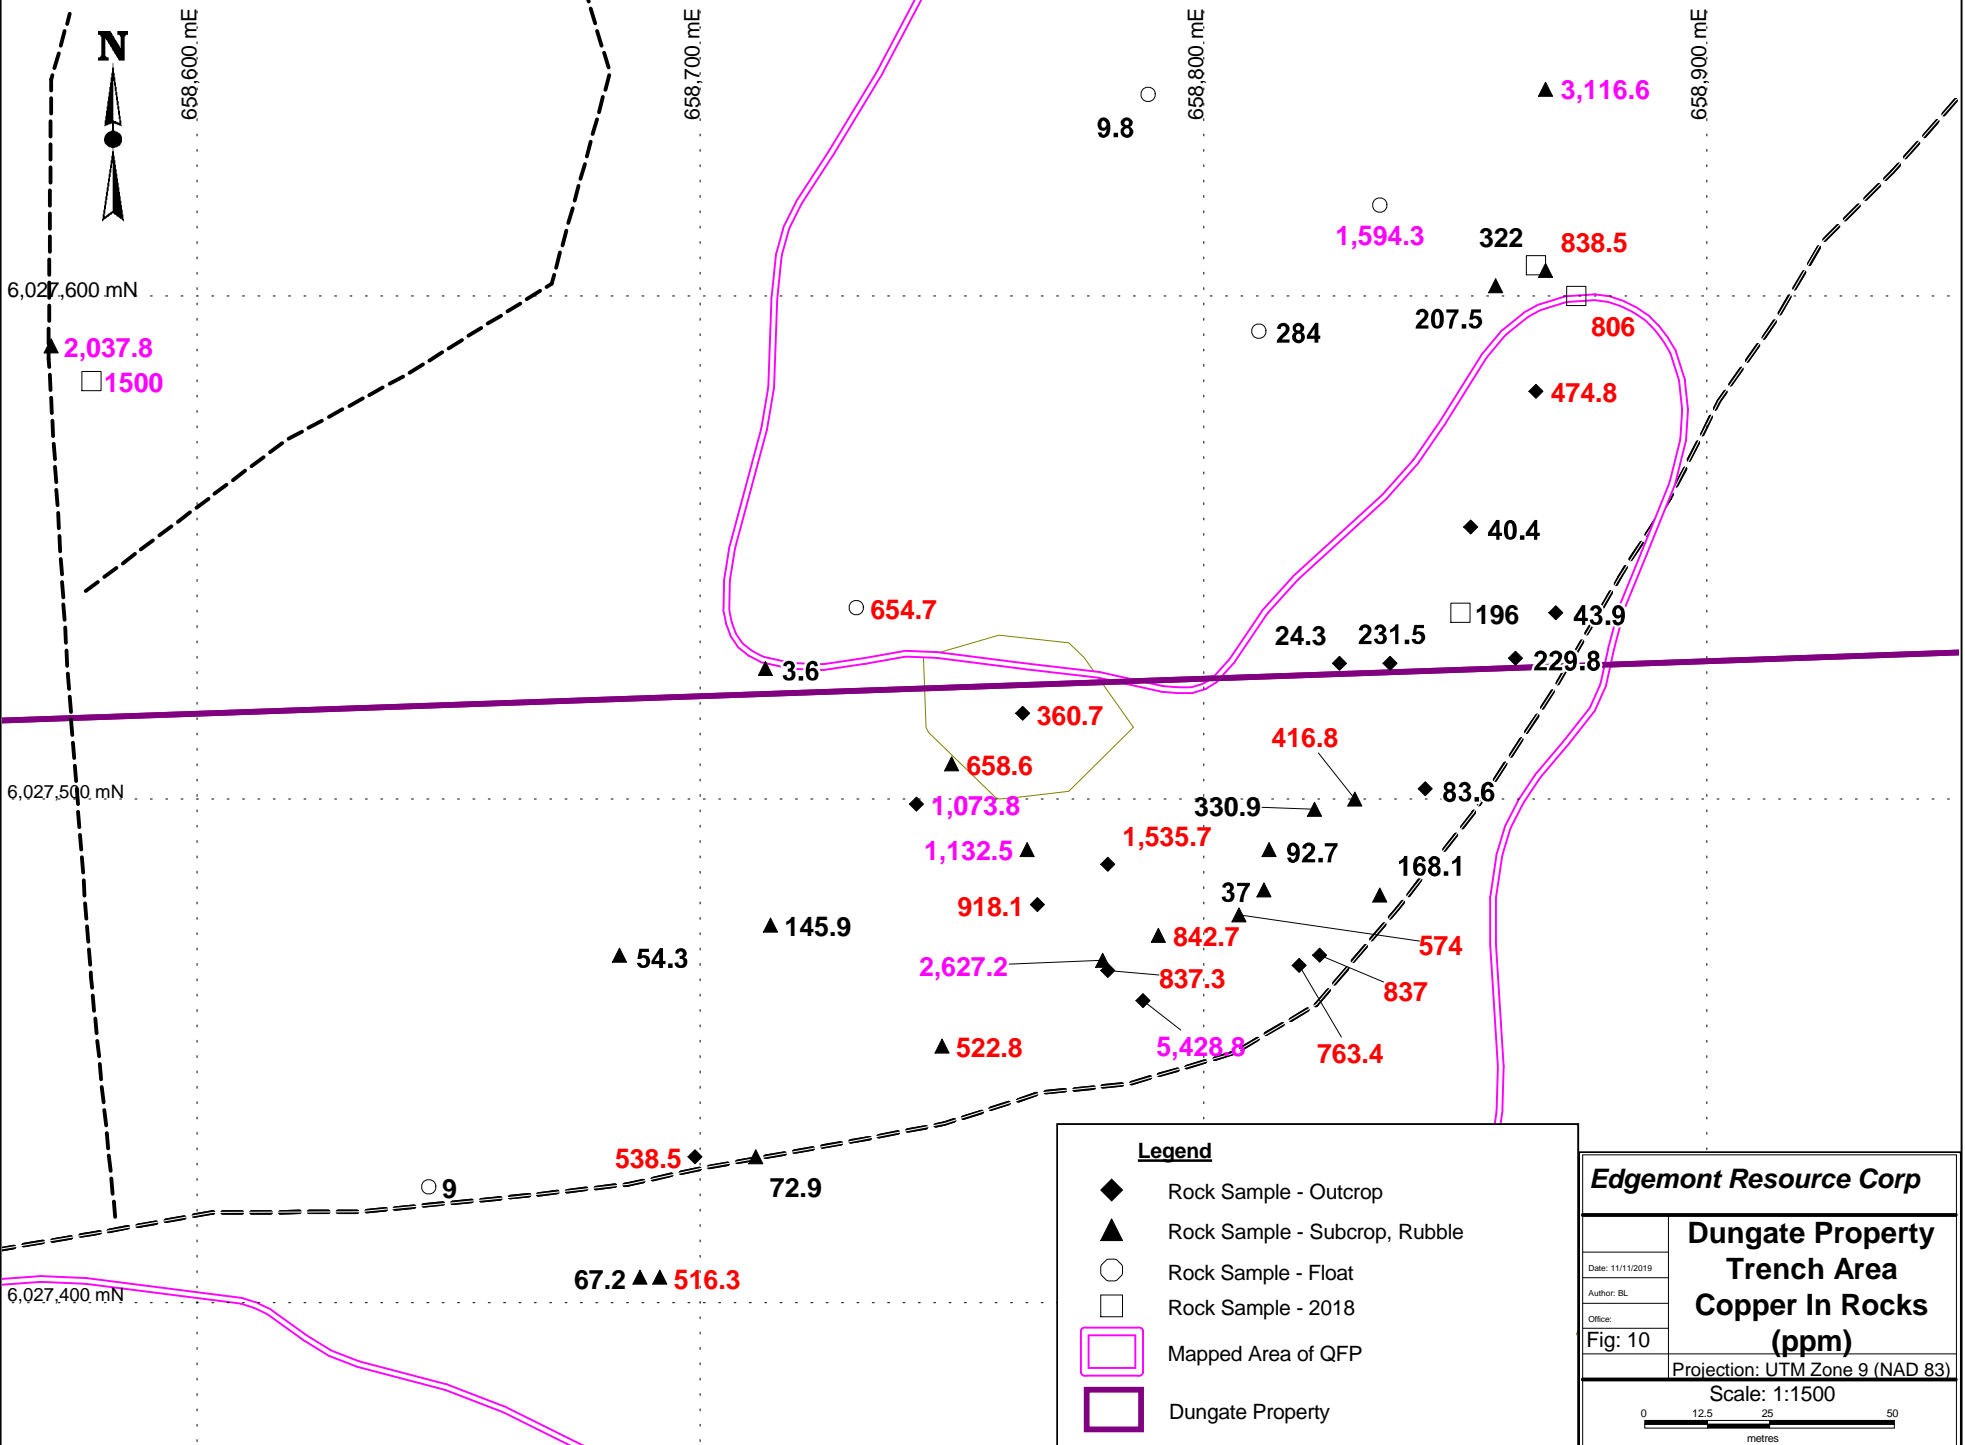 658,600 mE
658,700 mE
658,800 mE
658,900 mE
N
3,116.6
9.8
1,594.3
322
838.5
6,027,600 mN
207.5
806
284
2,037.8
1500
474.8
40.4
654.7
196
43.9
24.3
231.5
229.8
3.6
360.7
416.8
658.6
6,027,500 mN
83.6
1,073.8
330.9
1,535.7
1,132.5
92.7
168.1
37
918.1
145.9
842.7
574
54.3
2,627.2
837.3
837
5,428.8
763.4
522.8
538.5
72.9
9
67.2
516.3
6,027,400 mN
Legend
Rock Sample - Outcrop
Rock Sample - Subcrop, Rubble
Rock Sample - Float
Rock Sample - 2018
Mapped Area of QFP
Dungate Property
Edgemont Resource Corp
Dungate Property
Trench Area
Copper In Rocks
(ppm)
Date: 11/11/2019
Author: BL
Office:
Fig: 10
Projection: UTM Zone 9 (NAD 83)
Scale: 1:1500
0 12.5 25 50
metres